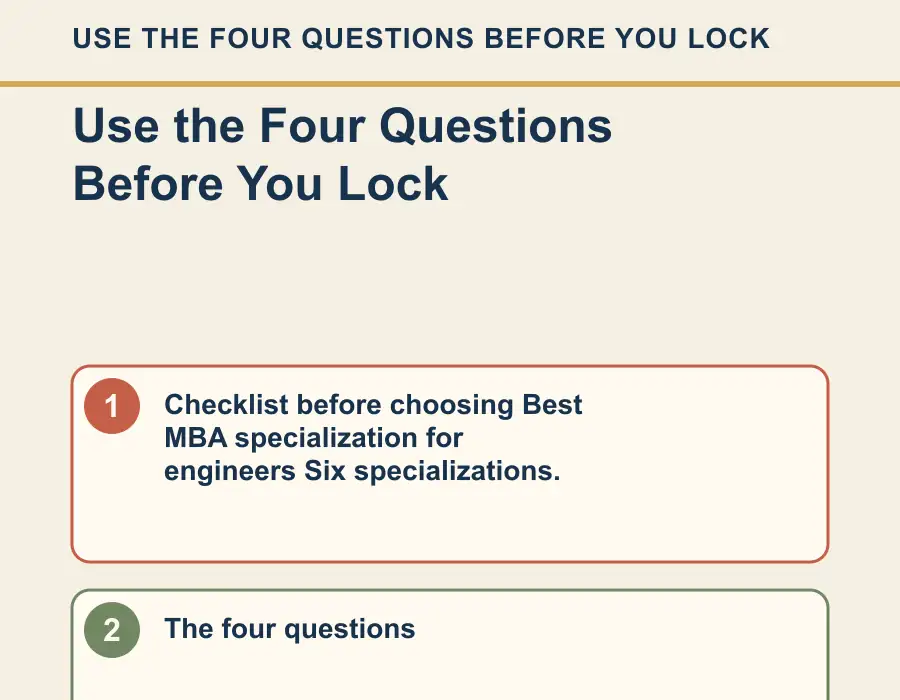 USE THE FOUR QUESTIONS BEFORE YOU LOCK
Use the Four Questions
Before You Lock
1
Checklist before choosing Best
MBA specialization for
engineers Six specializations.
2
The four questions